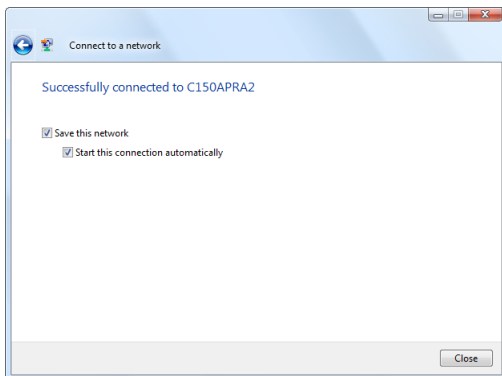 Connect to a network
Successfully connected to C150APRA2
Save this network
Start this connection automatically
Close